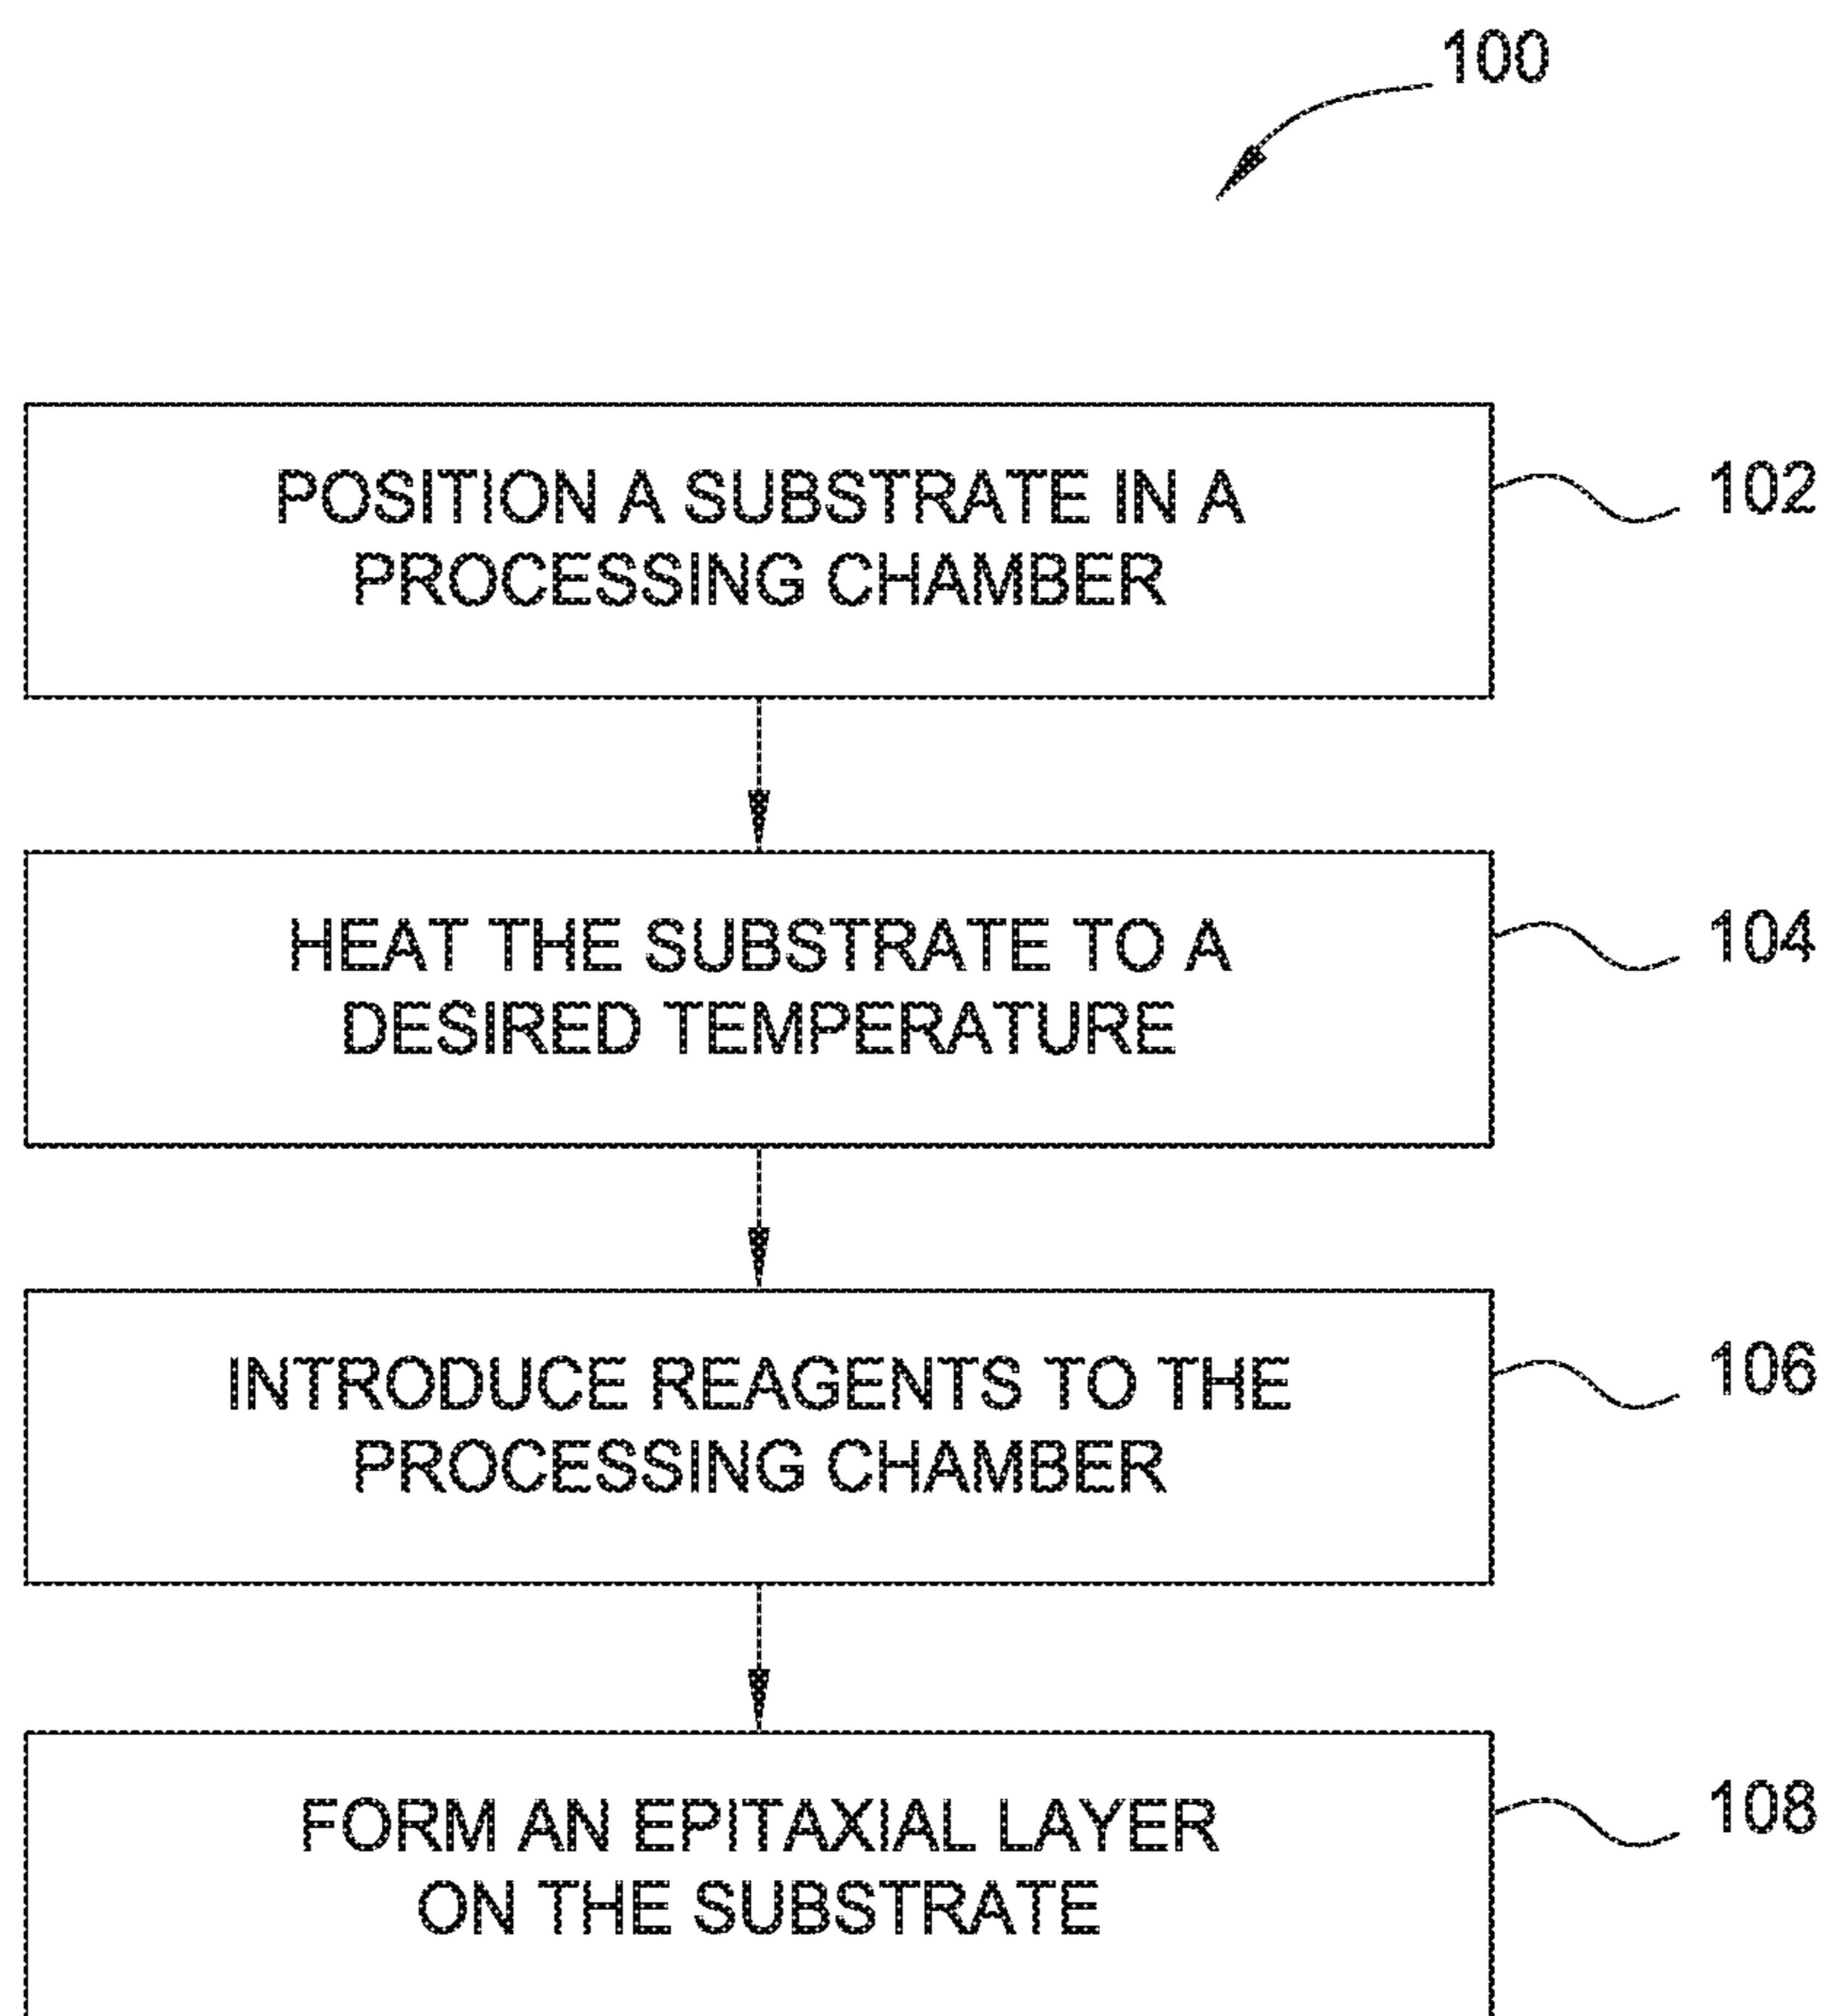 100
POSITION A SUBSTRATE IN A
PROCESSING CHAMBER
102
HEAT THE SUBSTRATE TO A
DESIRED TEMPERATURE
104
INTRODUCE REAGENTS TO THE
PROCESSING CHAMBER
106
FORM AN EPITAXIAL LAYER
ON THE SUBSTRATE
108